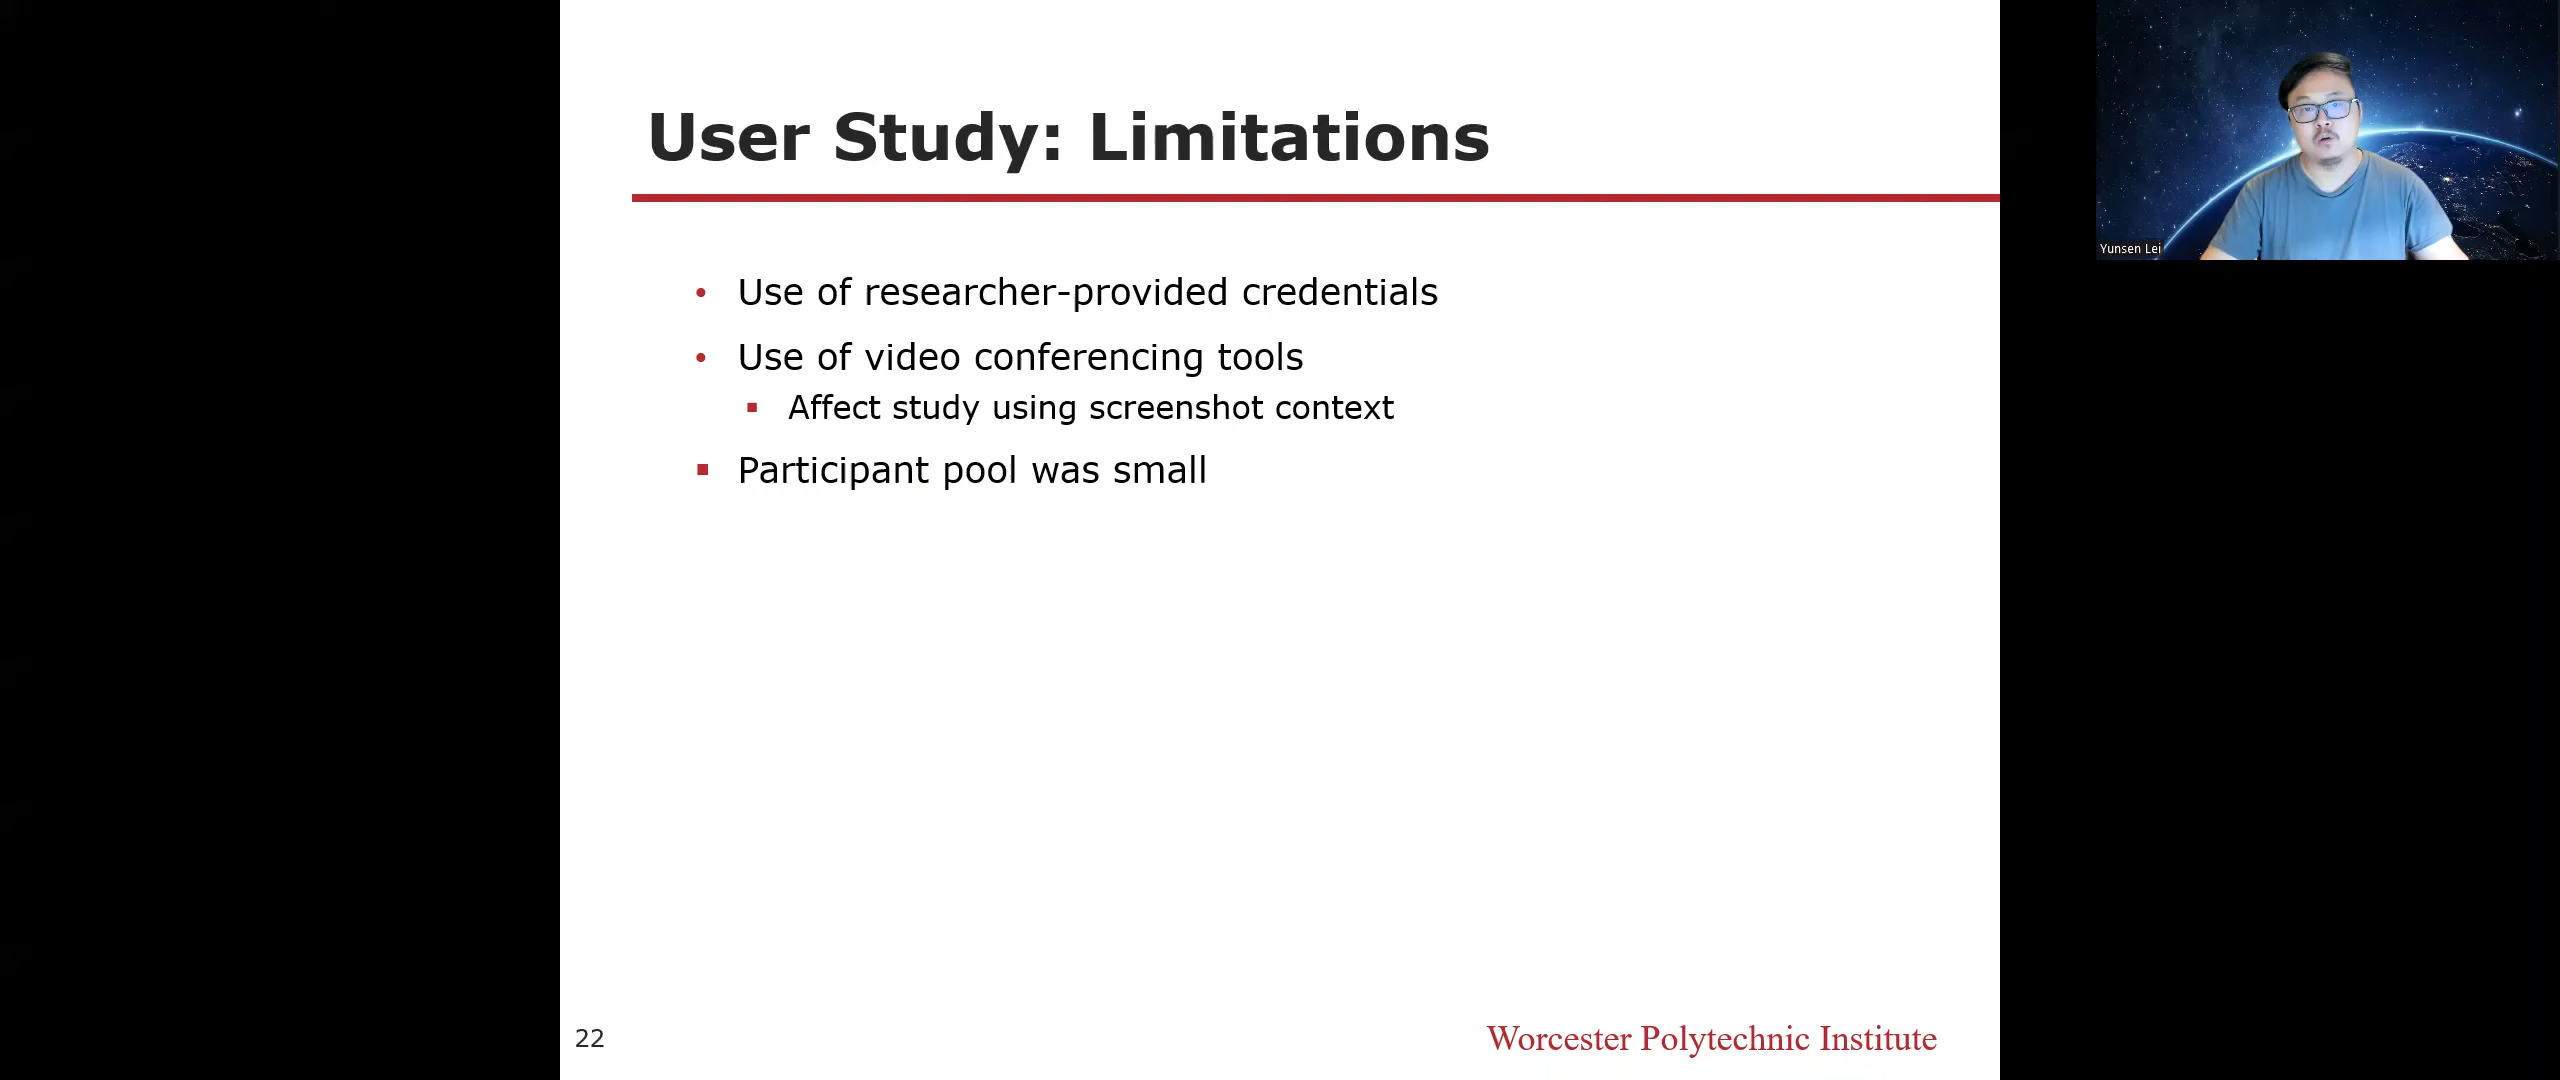 User Study: Limitations
Yunsen Lei
• Use of researcher-provided credentials
• Use of video conferencing tools
▪ Affect study using screenshot context
▪ Participant pool was small
22
Worcester Polytechnic Institute